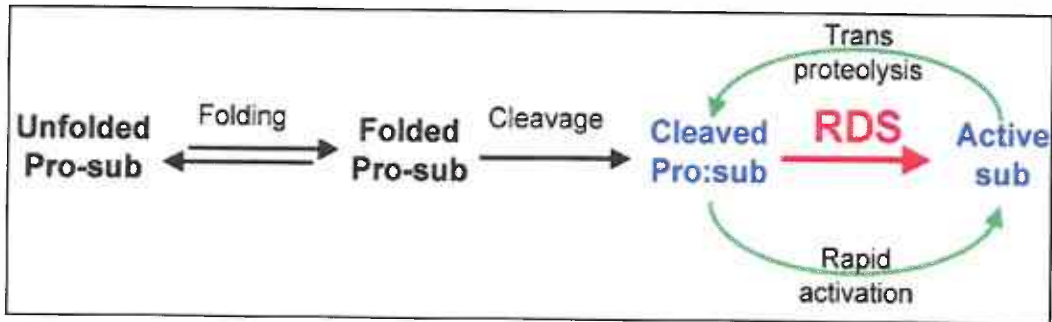 Trans
proteolysis
Unfolded
Pro-sub
Folding
Folded
Pro-sub
Cleavage
Cleaved
Pro:sub
RDS
Active
sub
Rapid
activation